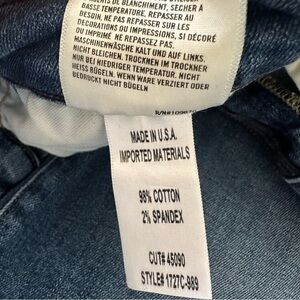 BASSE TEMPERATURE, REPASSER AU
BESOIN, NE PAS REPASSER SUR LES
DECORATIONS OU IMPRESSIONS, SI DÉCORÉ
OU IMPRIMÉ NE REPASSEZ PAS.
MASCHINENWÄSCHE KALT UND AUF LINKS.
NICHT BLEICHEN. TROCKNEN IM TROCKNER
NUR BEI NIEDRIGER TEMPERATUR. NICHT
HEISS BÜGELN. WENN WARE VERZIERT ODER
BEDRUCKT NICHT BÜGELN
MADE IN U.S.A.
IMPORTED MATERIALS
98% COTTON
2% SPANDEX
CUT# 45090
STYLE# 1727C-989